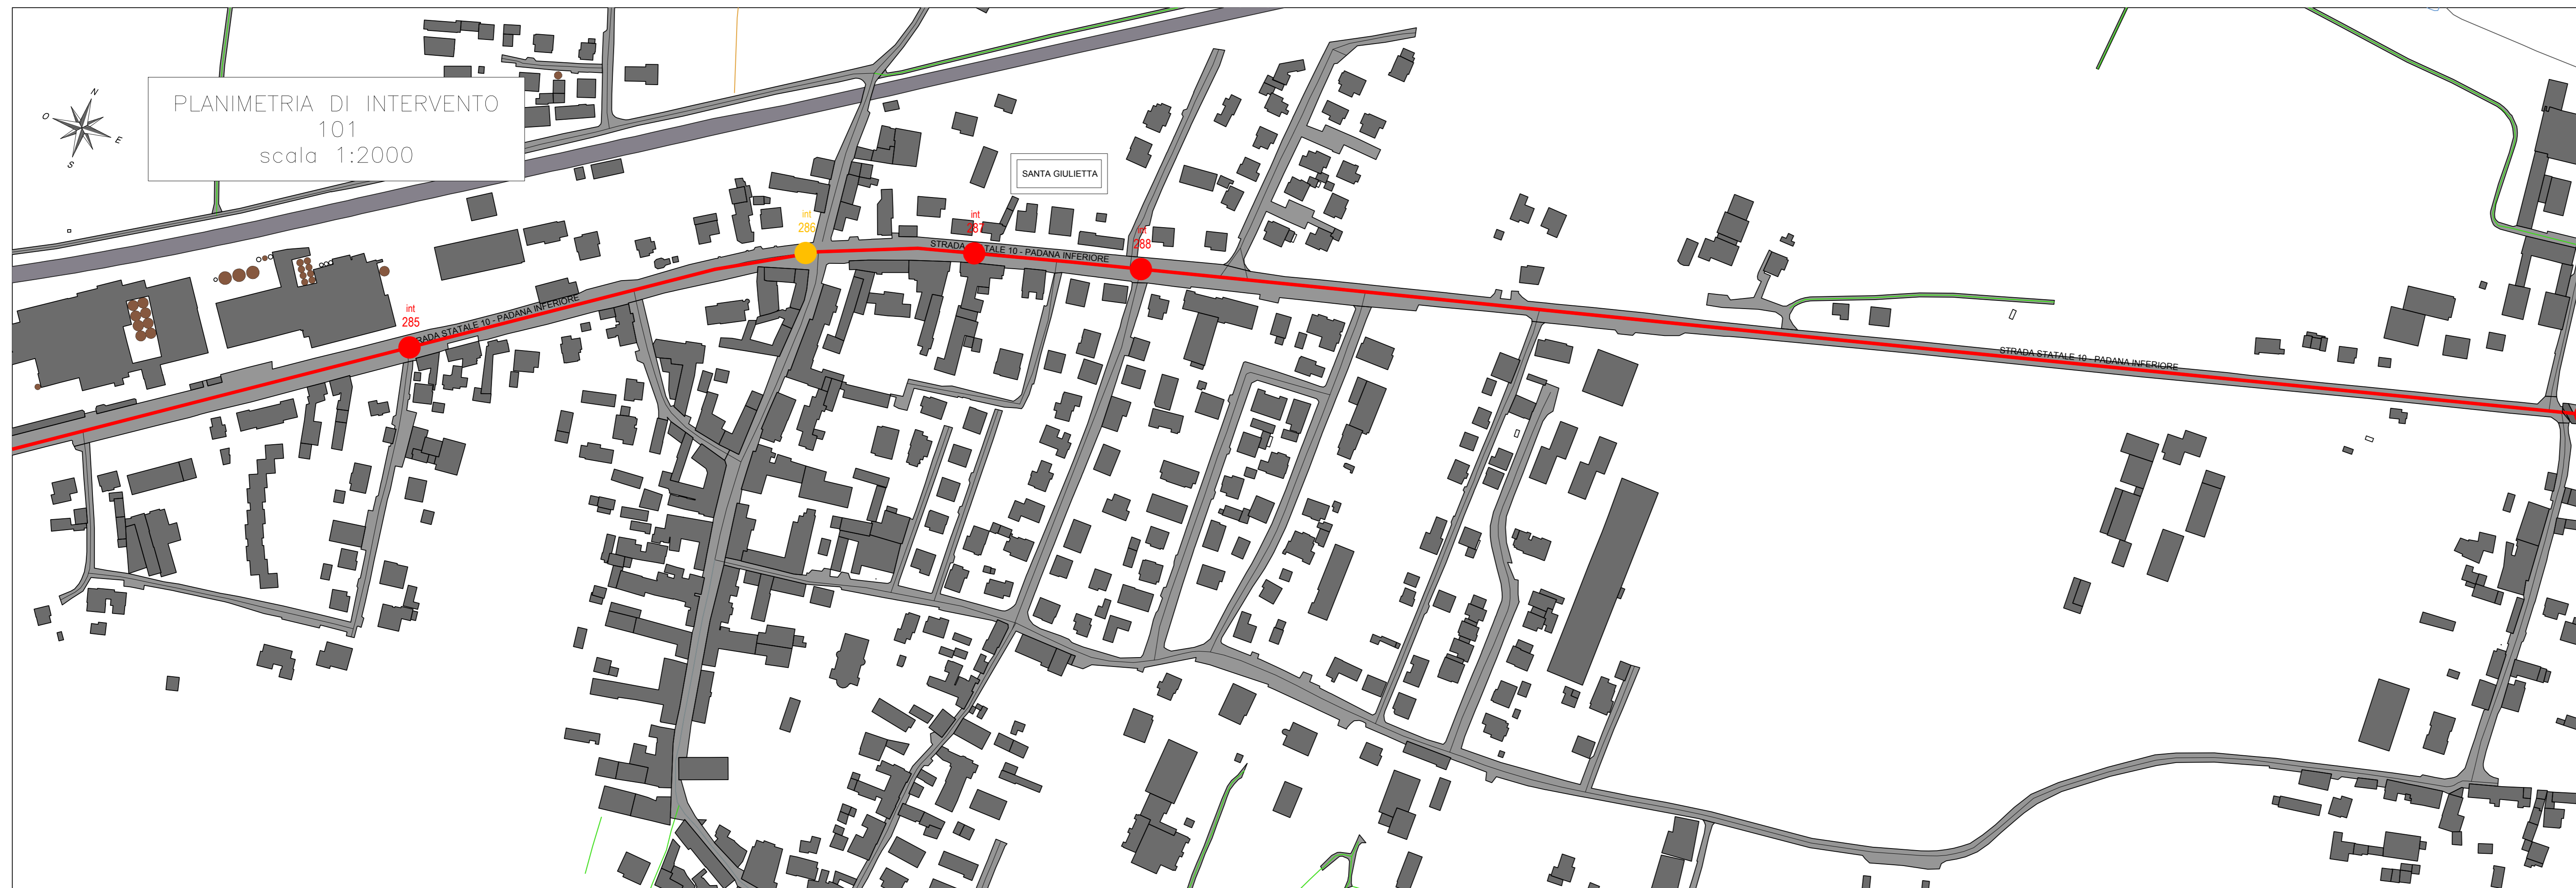 N
O
E
S
PLANIMETRIA DI INTERVENTO
101
scala 1:2000
SANTA GIULIETTA
int
286
int
287
int
288
STRADA STATALE 10 - PADANA INFERIORE
int
285
STRADA STATALE 10 - PADANA INFERIORE
STRADA STATALE 10 - PADANA INFERIORE